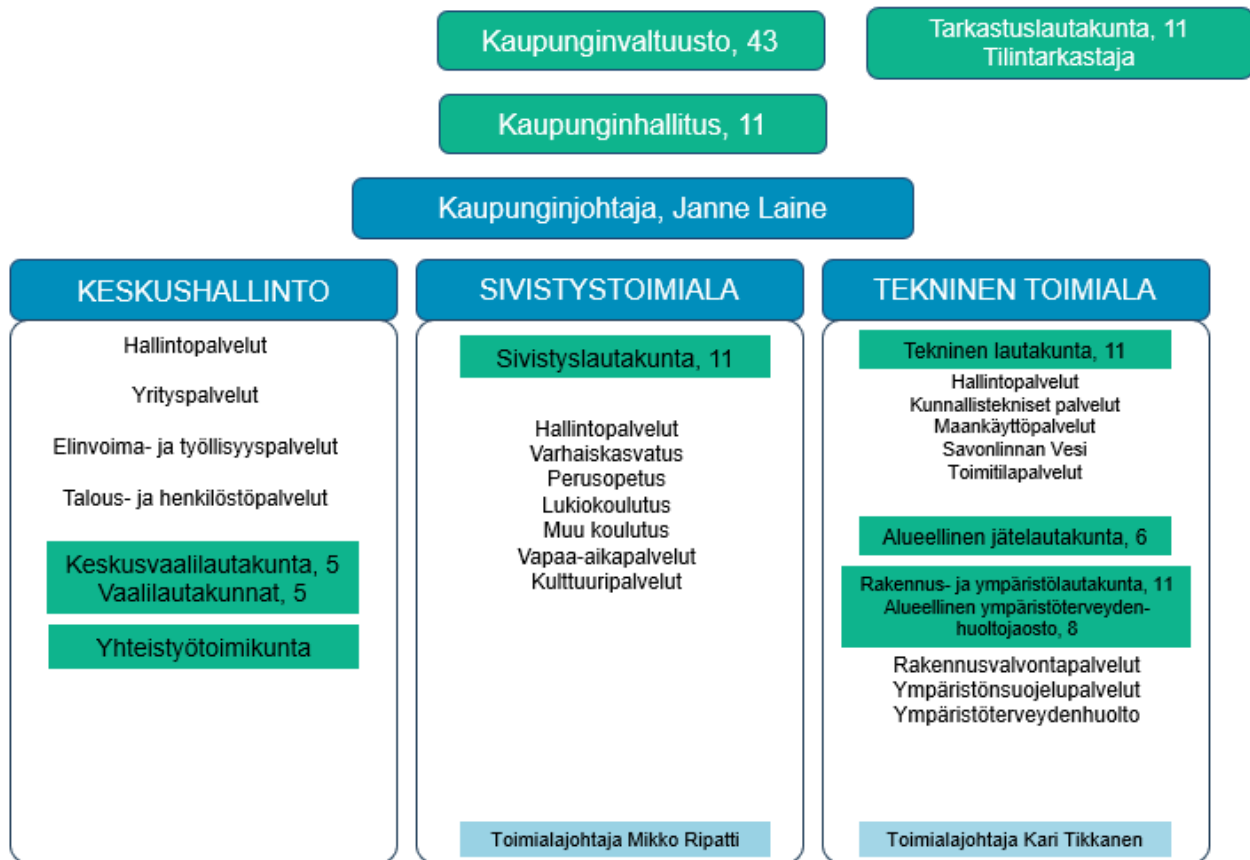 Kaupunginvaltuusto, 43
Tarkastuslautakunta, 11
Tilintarkastaja
Kaupunginhallitus, 11
Kaupunginjohtaja, Janne Laine
KESKUSHALLINTO
Hallintopalvelut
Yrityspalvelut
Elinvoima- ja työllisyyspalvelut
Talous- ja henkilöstöpalvelut
Keskusvaalilautakunta, 5
Vaalilautakunnat, 5
Yhteistyötoimikunta
SIVISTYSTOIMIALA
Sivistyslautakunta, 11
Hallintopalvelut
Varhaiskasvatus
Perusopetus
Lukiokoulutus
Muu koulutus
Vapaa-aikapalvelut
Kulttuuripalvelut
Toimialajohtaja Mikko Ripatti
TEKNINEN TOIMIALA
Tekninen lautakunta, 11
Hallintopalvelut
Kunnallistekniset palvelut
Maankäyttöpalvelut
Savonlinnan Vesi
Toimitilapalvelut
Alueellinen jätelautakunta, 6
Rakennus- ja ympäristölautakunta, 11
Alueellinen ympäristöterveyden-
huoltojaosto, 8
Rakennusvalvontapalvelut
Ympäristönsuojelupalvelut
Ympäristöterveydenhuolto
Toimialajohtaja Kari Tikkanen